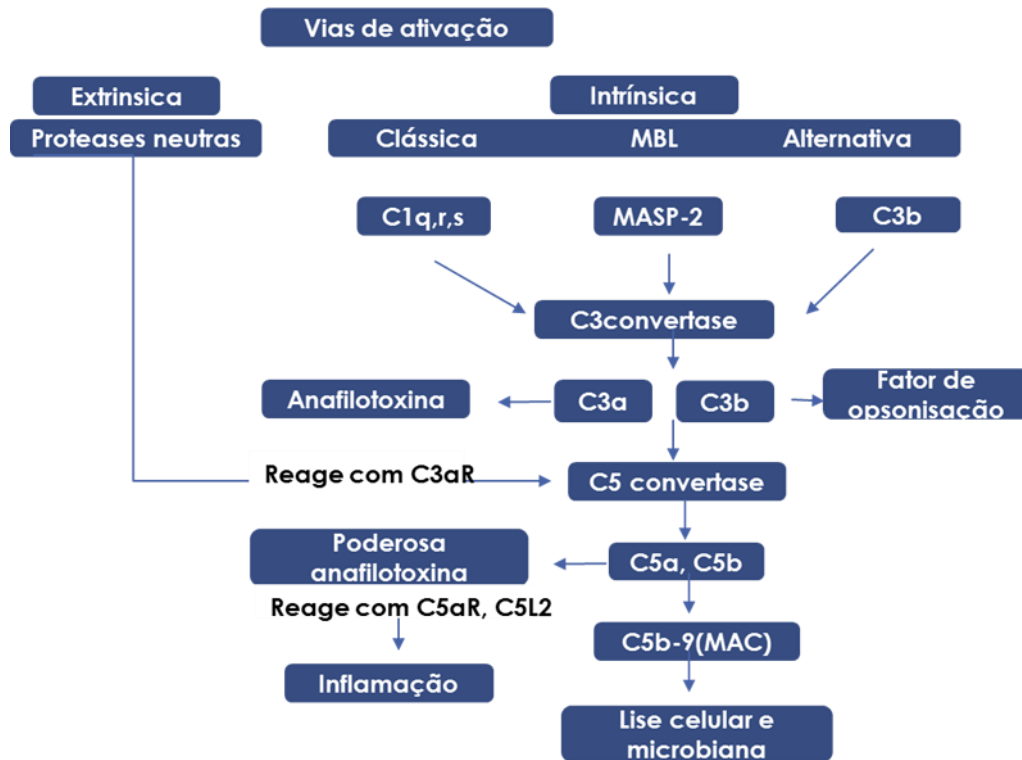 Vias de ativação
Extrinsica
Intrínsica
Proteases neutras
Clássica MBL Alternativa
C1q,r,s
MASP-2
C3b
C3convertase
Anafilotoxina
C3a
C3b
Fator de
opsonisação
Reage com C3aR
C5 convertase
Poderosa
anafilotoxina
C5a, C5b
Reage com C5aR, C5L2
C5b-9(MAC)
Inflamação
Lise celular e
microbiana